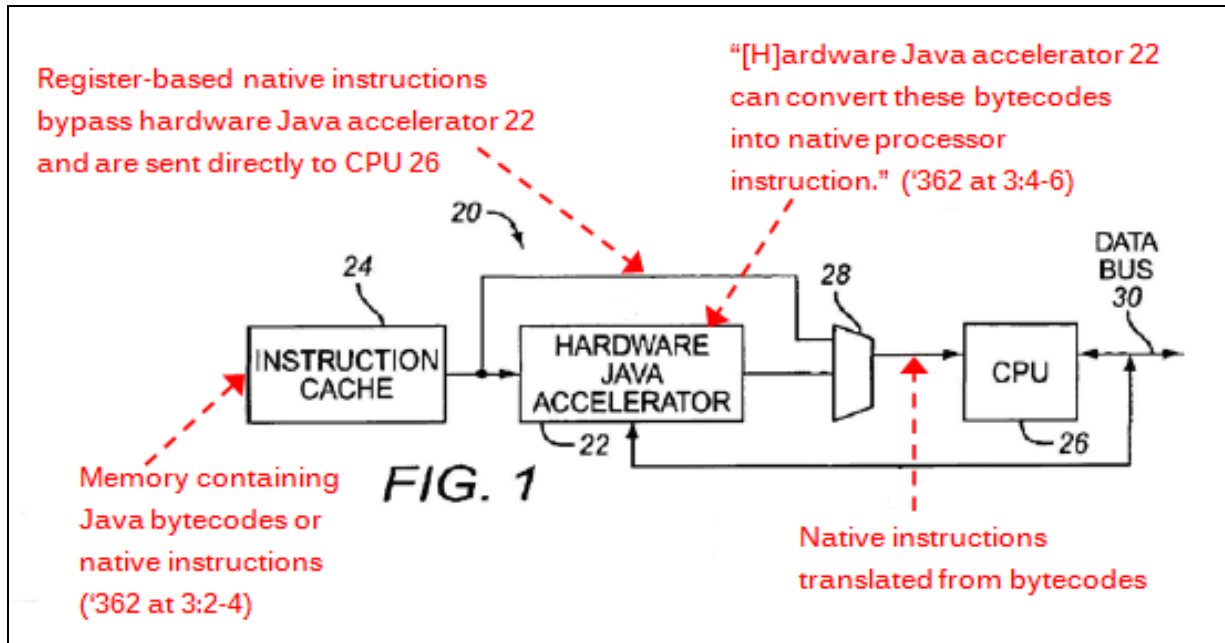 Register-based native instructions
bypass hardware Java accelerator 22
and are sent directly to CPU 26
“[H]ardware Java accelerator 22
can convert these bytecodes
into native processor
instruction.” (‘362 at 3:4-6)
20
24
28
DATA
BUS
30
INSTRUCTION
CACHE
HARDWARE
JAVA
ACCELERATOR
CPU
22
26
FIG. 1
Memory containing
Java bytecodes or
native instructions
(‘362 at 3:2-4)
Native instructions
translated from bytecodes